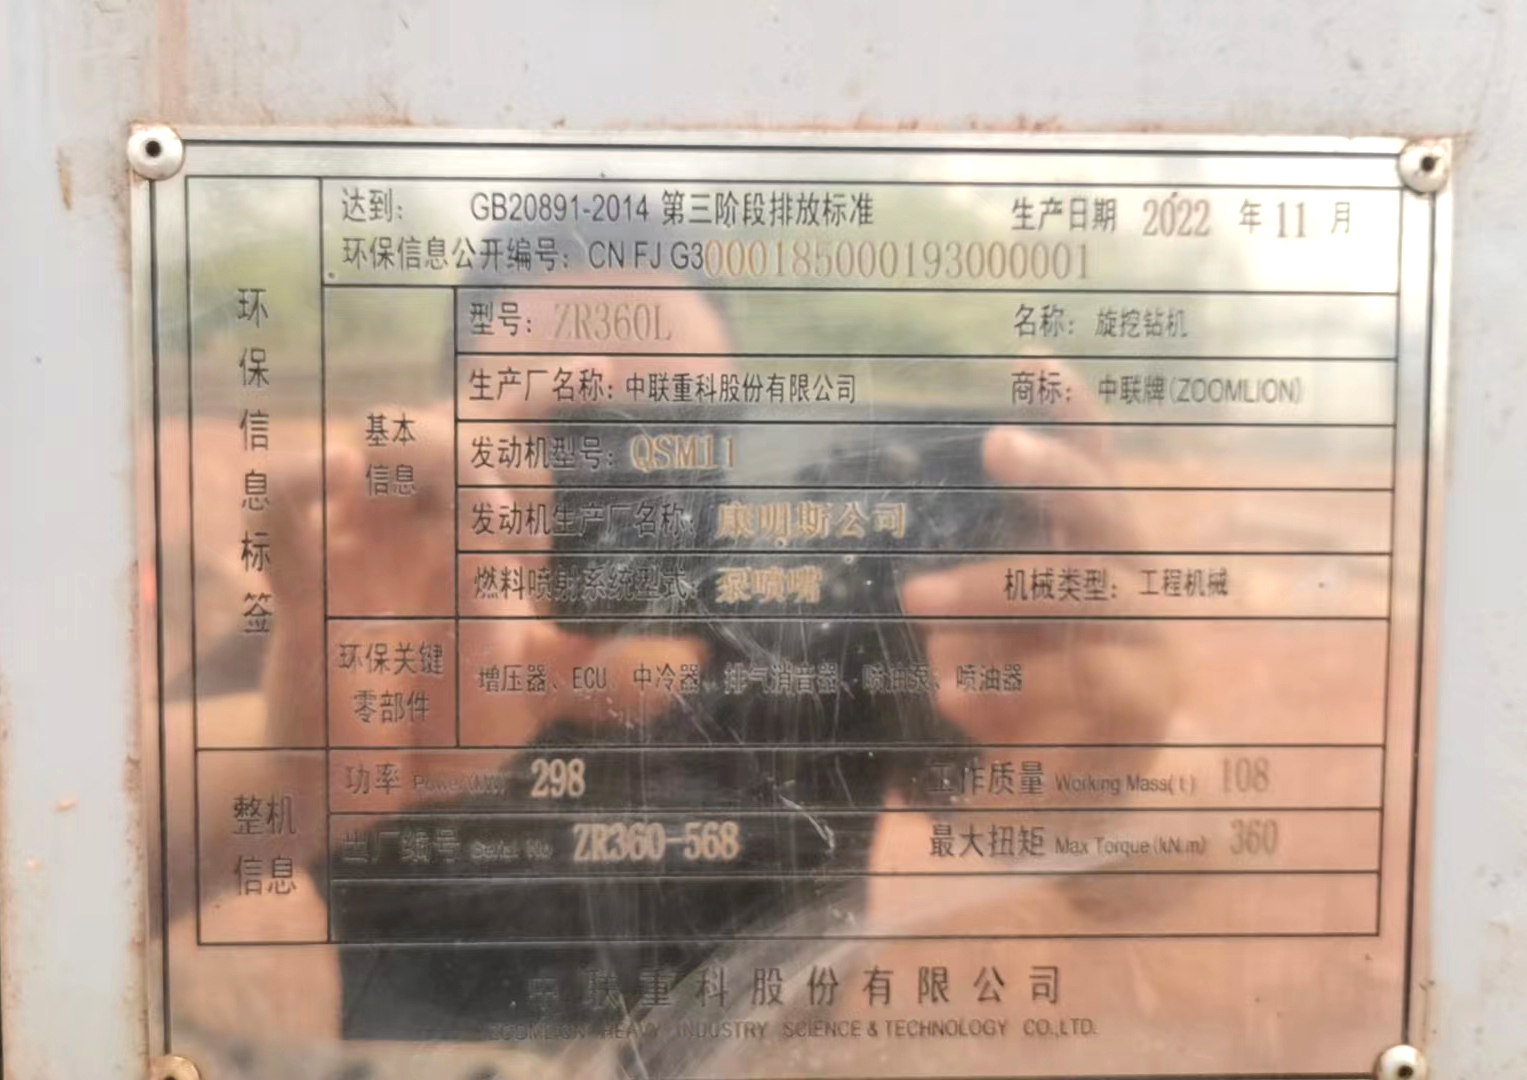 达到： GB20891-2014 第三阶段排放标准 生产日期 2022 年 11 月
环保信息公开编号： CN FJ G3000185000193000001
环保信息标签
基本信息
型号： ZR360L 名称： 旋挖钻机
生产厂名称：中联重科股份有限公司 商标： 中联牌(ZOOMLION)
发动机型号： QSM11
发动机生产厂名称： 康明斯公司
燃料喷射系统型式： 泵喷嘴 机械类型： 工程机械
环保关键零部件
增压器、ECU、中冷器、排气消音器、喷油泵、喷油器
整机信息
功率 Power(kW) 298 工作质量 Working Mass(t) 108
出厂编号 Serial No ZR360-568 最大扭矩 Max Torque(kN.m) 360
中联重科股份有限公司
ZOOMLION HEAVY INDUSTRY SCIENCE & TECHNOLOGY CO.,LTD.